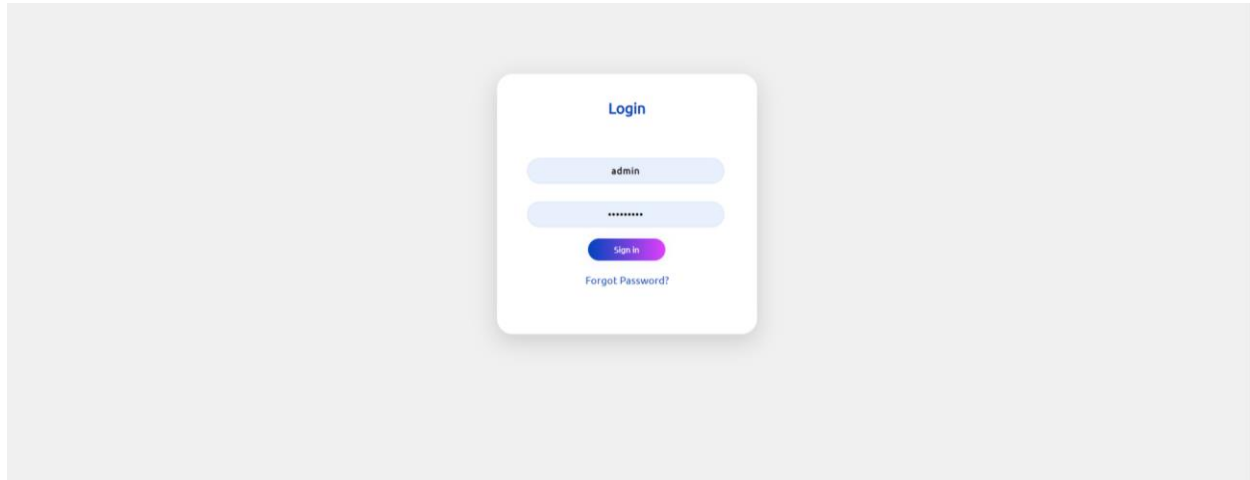 Login
admin
•••••••••
Sign in
Forgot Password?